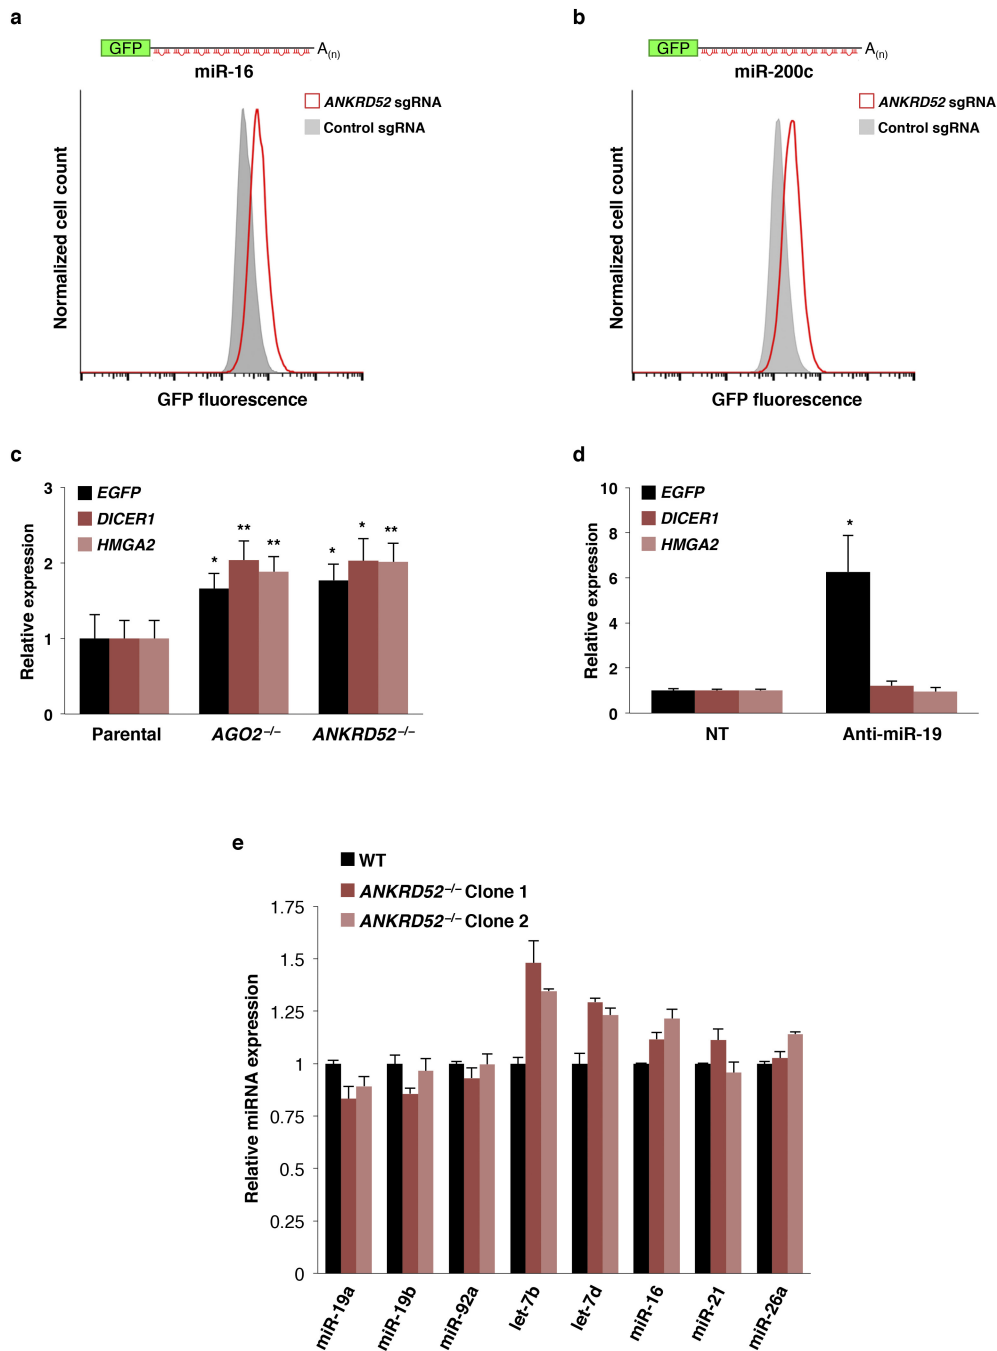 a
GFP
A(n)
miR-16
ANKRD52 sgRNA
Control sgRNA
Normalized cell count
GFP fluorescence
b
GFP
A(n)
miR-200c
ANKRD52 sgRNA
Control sgRNA
Normalized cell count
GFP fluorescence
c
EGFP
DICER1
HMGA2
Relative expression
3
2
1
0
*
**
**
*
*
**
Parental
AGO2–/–
ANKRD52–/–
d
EGFP
DICER1
HMGA2
Relative expression
10
8
6
4
2
0
*
NT
Anti-miR-19
e
WT
ANKRD52–/– Clone 1
ANKRD52–/– Clone 2
Relative miRNA expression
1.75
1.5
1.25
1
0.75
0.5
0.25
0
miR-19a
miR-19b
miR-92a
let-7b
let-7d
miR-16
miR-21
miR-26a